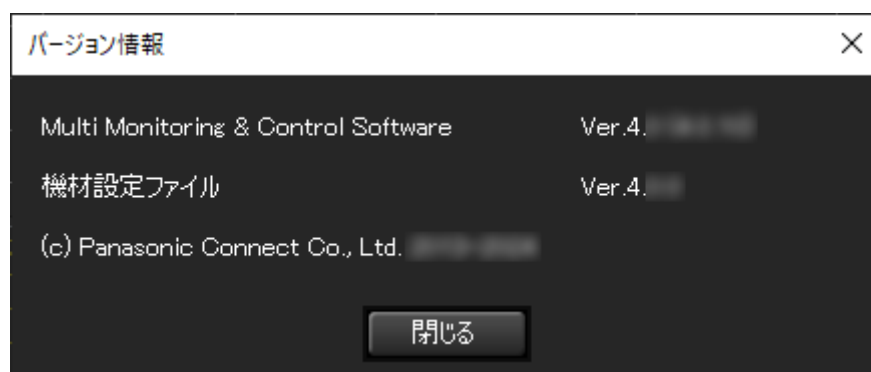 バージョン情報
Multi Monitoring & Control Software Ver.4.
機材設定ファイル Ver.4.
(c) Panasonic Connect Co., Ltd.
閉じる